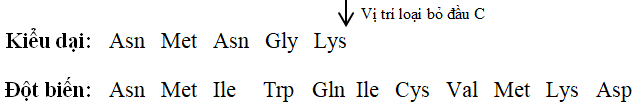 Vị trí loại bỏ đầu C
Kiểu dại: Asn Met Asn Gly Lys
Đột biến: Asn Met Ile Trp Gln Ile Cys Val Met Lys Asp